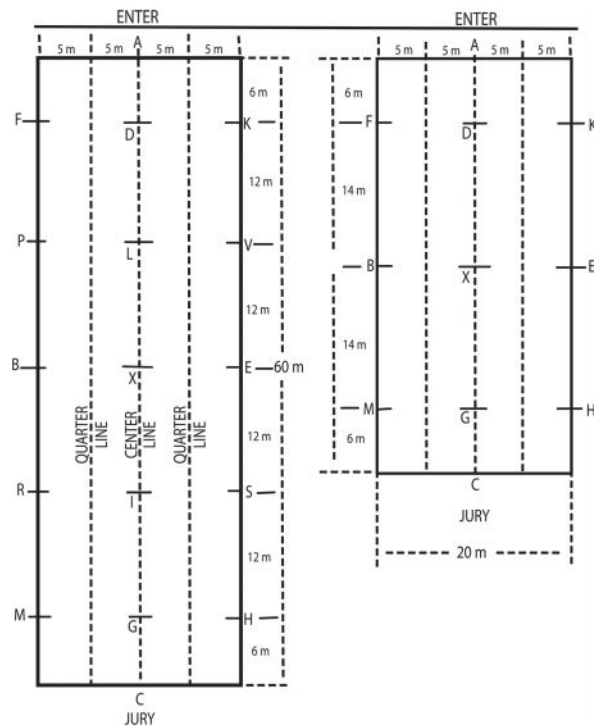 ENTER
5 m 5 m A 5 m 5 m
6 m
F D K
12 m
P L V
12 m
B X E 60 m
QUARTER LINE CENTER LINE QUARTER LINE
12 m
R I S
12 m
M G H
6 m
C
JURY
ENTER
5 m 5 m A 5 m 5 m
6 m
F D K
14 m
B X E
14 m
M G H
6 m
C
JURY
20 m